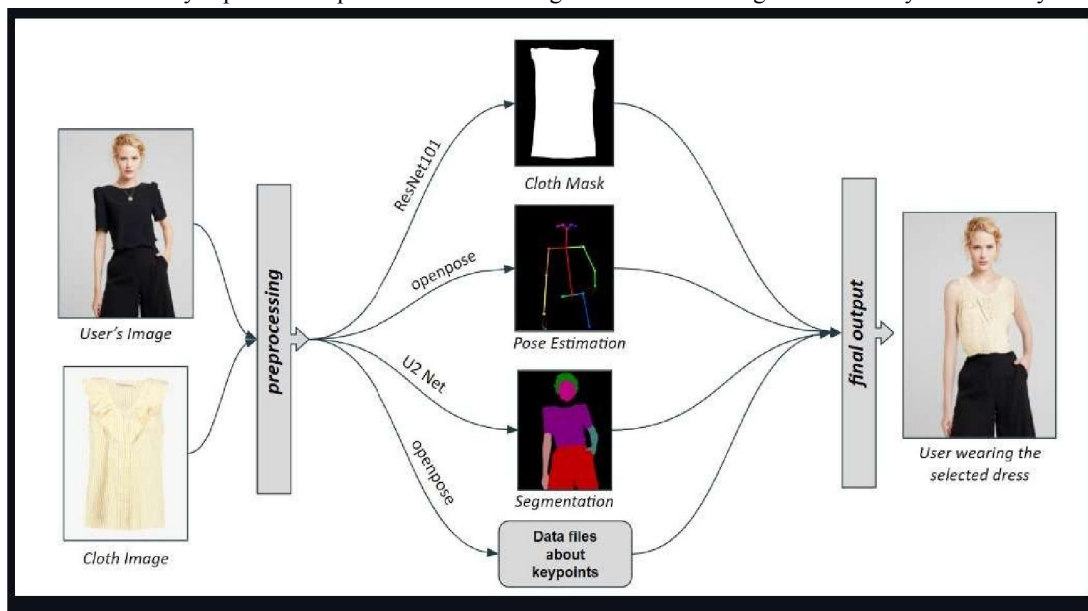 ResNet101
Cloth Mask
openpose
preprocessing
User's Image
Pose Estimation
final output
U2 Net
openpose
Segmentation
User wearing the
selected dress
Cloth Image
Data files
about
keypoints